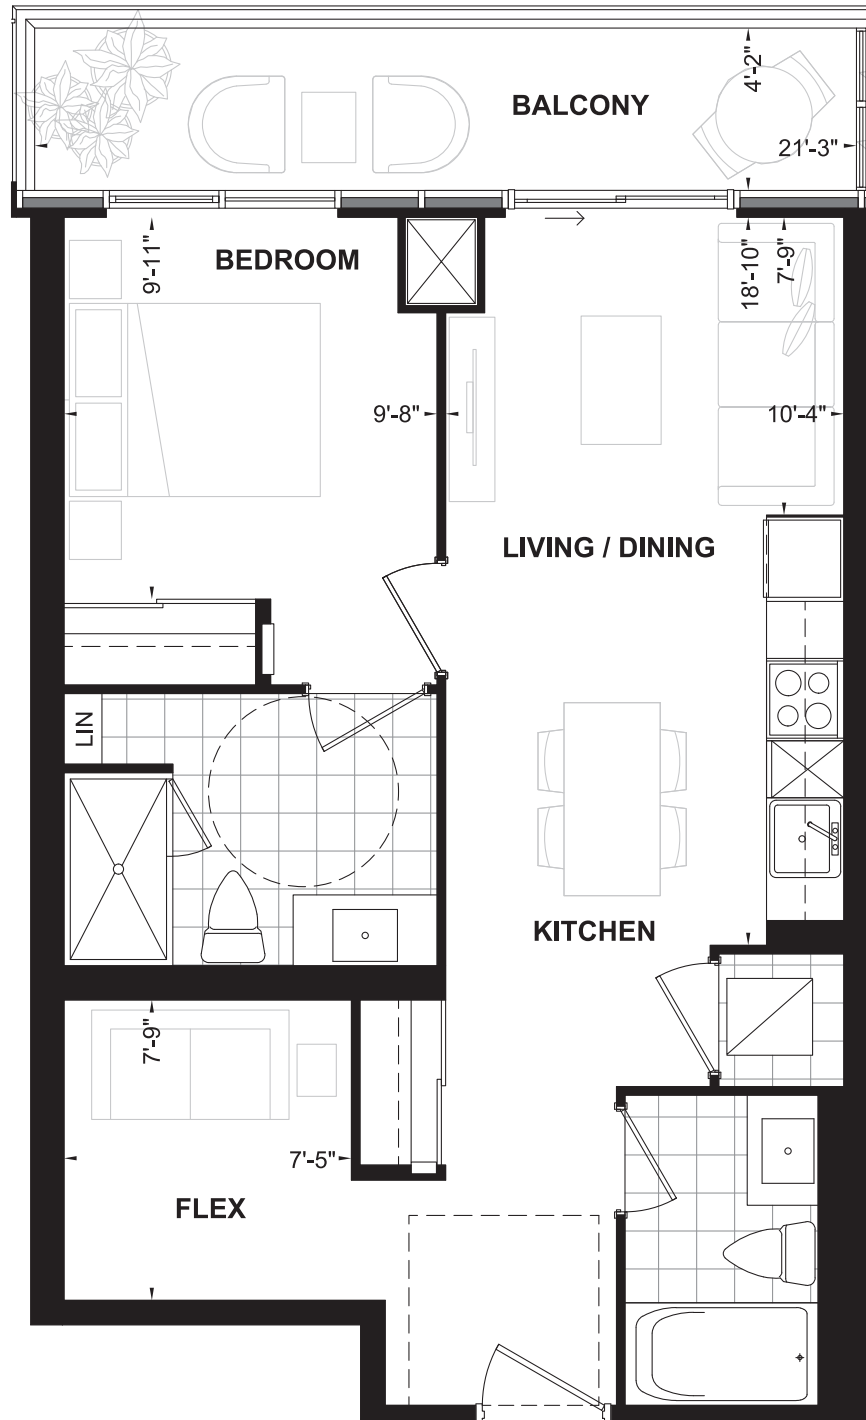 4'-2"
BALCONY
21'-3"
9'-11"
BEDROOM
18'-10"
7'-9"
9'-8"
10'-4"
LIVING / DINING
LIN
KITCHEN
7'-9"
7'-5"
FLEX